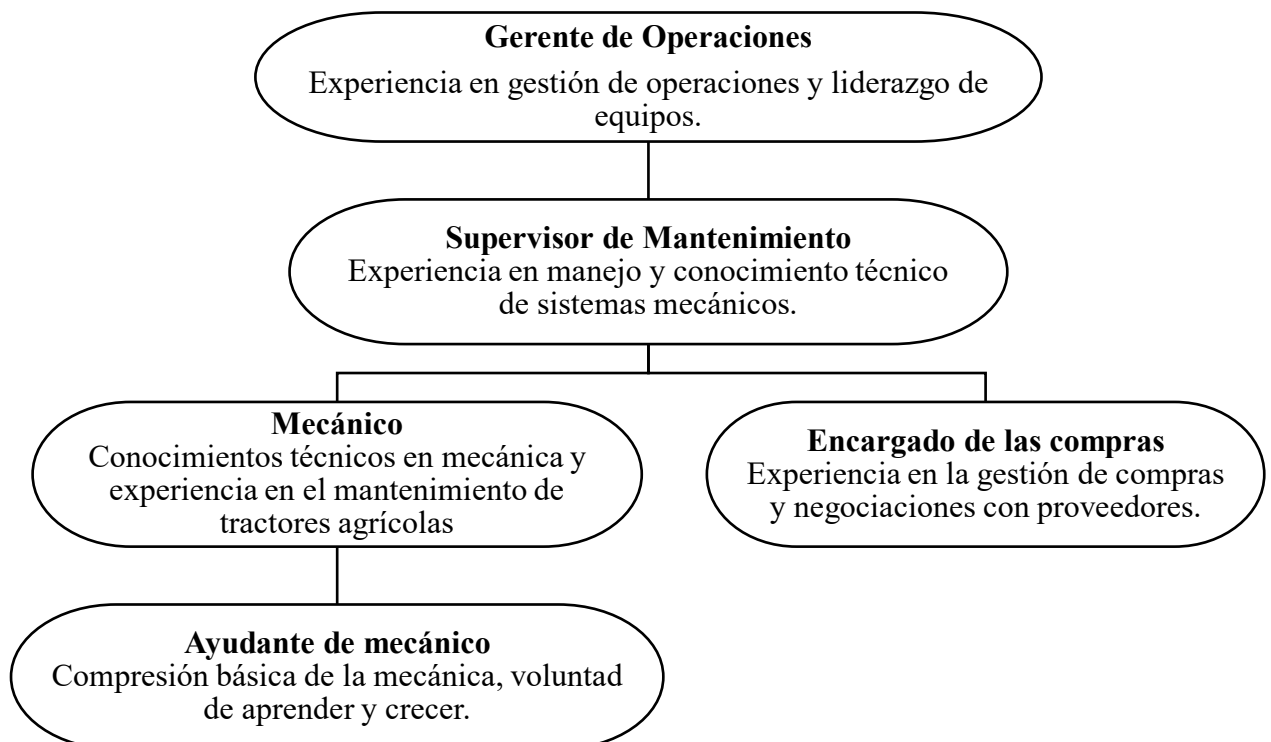 Gerente de Operaciones
Experiencia en gestión de operaciones y liderazgo de
equipos.
Supervisor de Mantenimiento
Experiencia en manejo y conocimiento técnico
de sistemas mecánicos.
Mecánico
Conocimientos técnicos en mecánica y
experiencia en el mantenimiento de
tractores agrícolas
Encargado de las compras
Experiencia en la gestión de compras
y negociaciones con proveedores.
Ayudante de mecánico
Compresión básica de la mecánica, voluntad
de aprender y crecer.